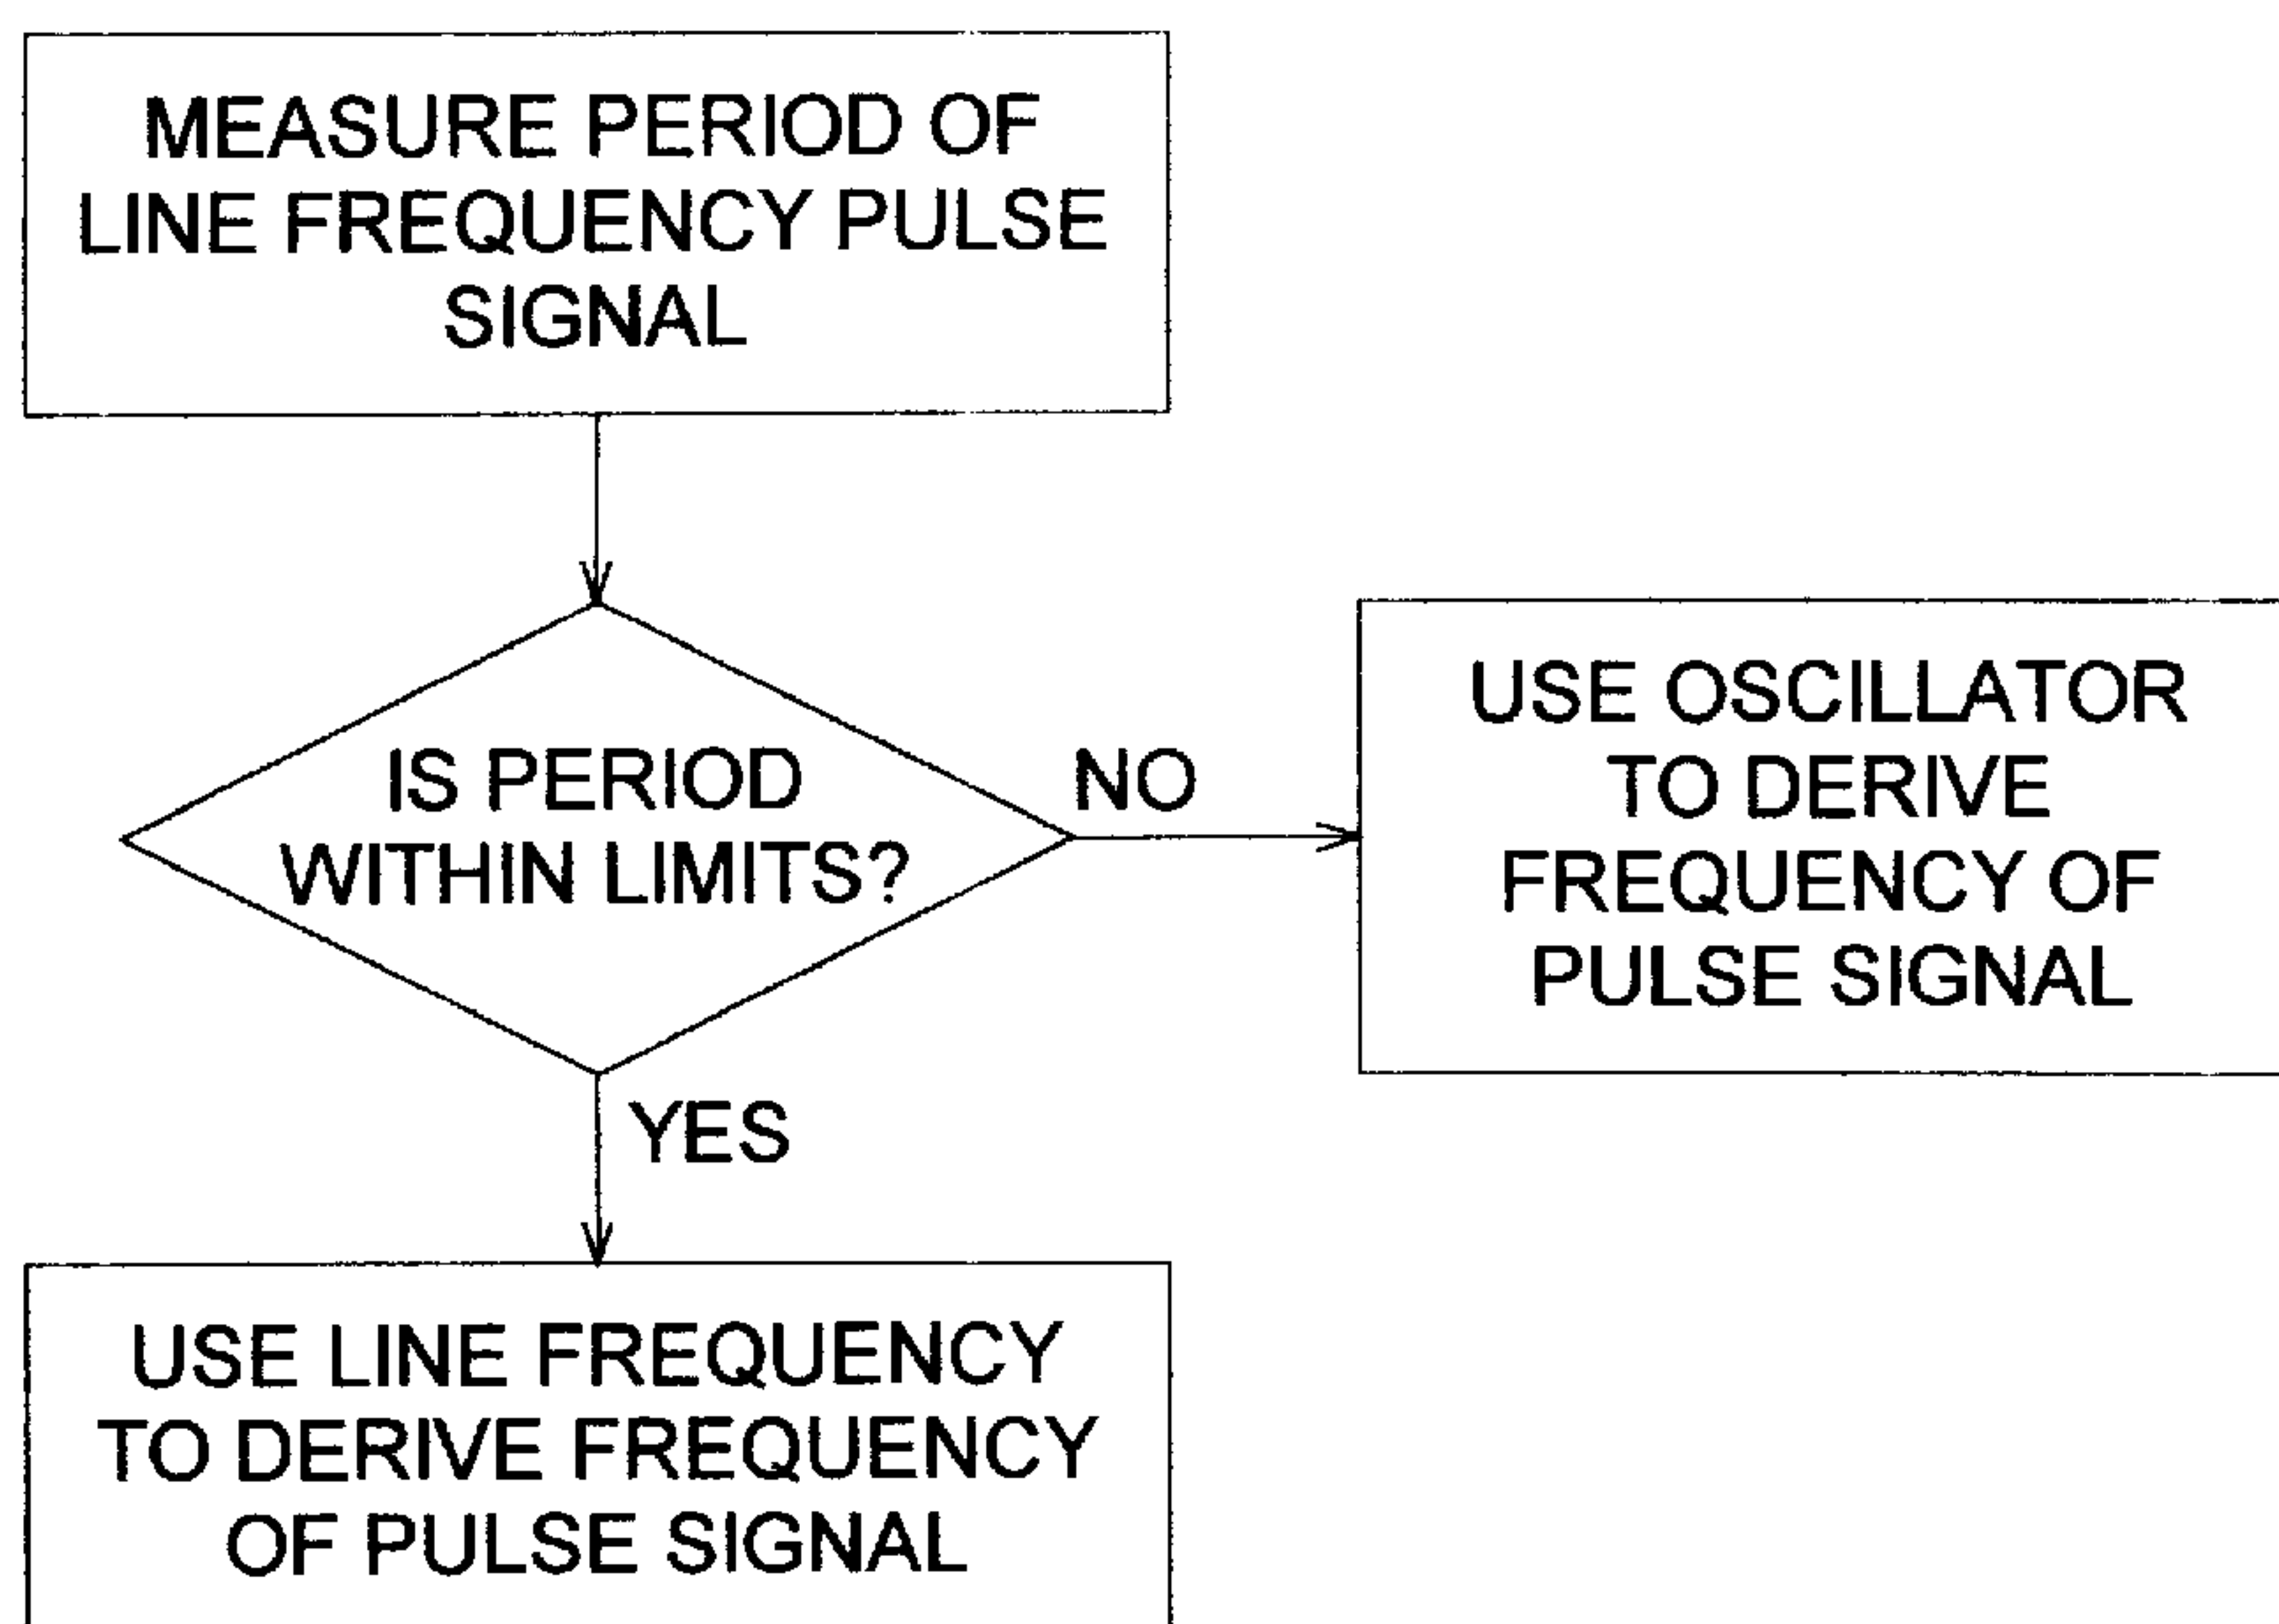 MEASURE PERIOD OF
LINE FREQUENCY PULSE
SIGNAL
IS PERIOD
WITHIN LIMITS?
NO
USE OSCILLATOR
TO DERIVE
FREQUENCY OF
PULSE SIGNAL
YES
USE LINE FREQUENCY
TO DERIVE FREQUENCY
OF PULSE SIGNAL